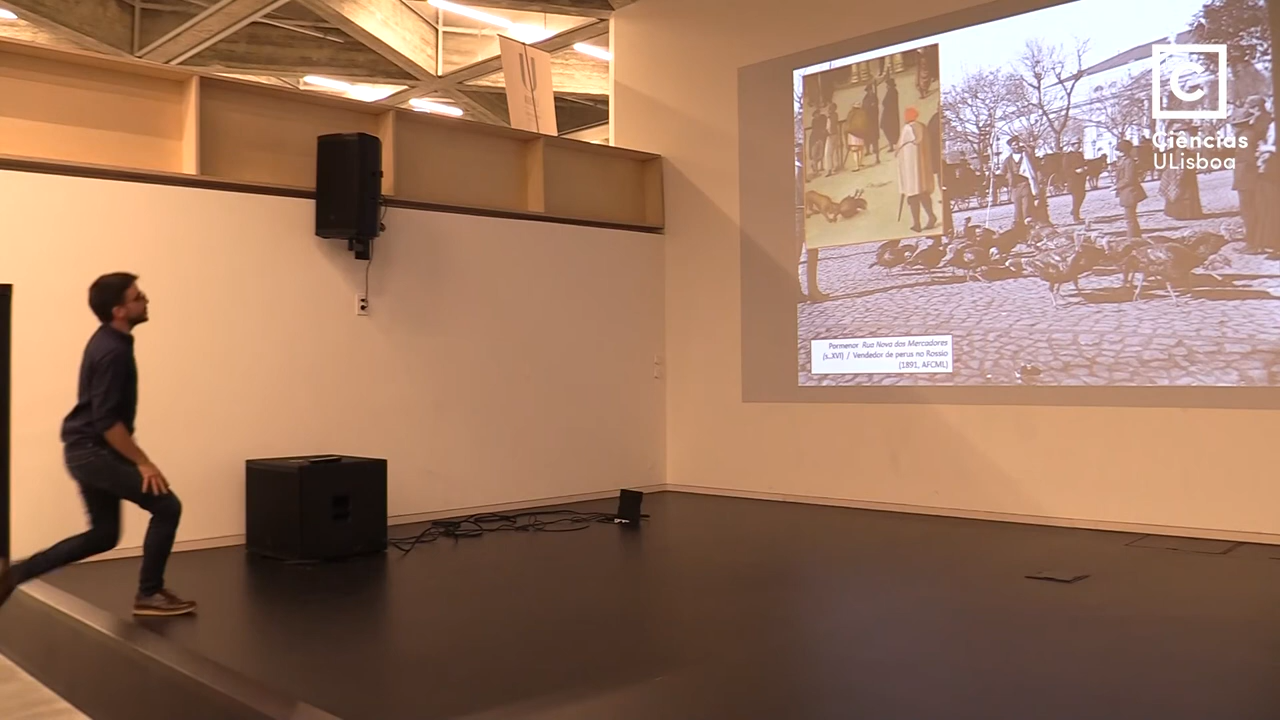 C
Ciências
ULisboa
Pormenor Rua Nova dos Mercadores
(s.XVI) / Vendedor de perus no Rossio
(1891, AFCML)